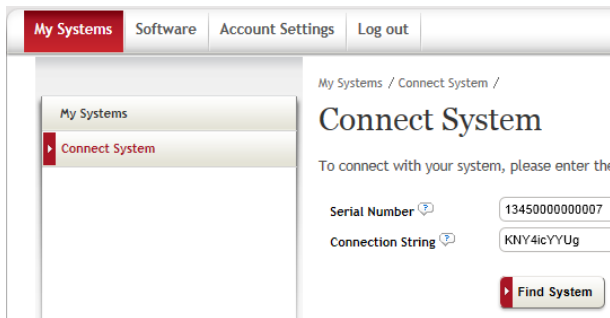 My Systems Software Account Settings Log out
My Systems / Connect System /
My Systems
Connect System
Connect System
To connect with your system, please enter the
Serial Number ? 13450000000007
Connection String ? KNY4icYYUg
Find System